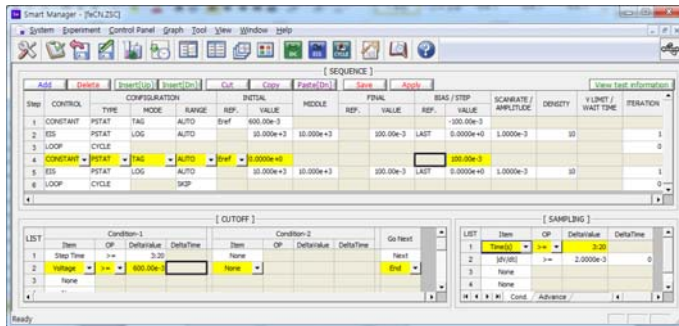 Smart Manager - [feCN.ZSC]
System Experiment Control Panel Graph Tool View Window Help
[ SEQUENCE ]
Add Delete Insert[Up] Insert[Dn] Cut Copy Paste[Dn] Save Apply View test information
Step CONTROL CONFIGURATION INITIAL MIDDLE FINAL BIAS / STEP SCANRATE / AMPLITUDE DENSITY V LIMIT / WAIT TIME ITERATION
TYPE MODE RANGE REF. VALUE REF. VALUE REF. VALUE
1 CONSTANT PSTAT TAG AUTO Eref 600.00e-3 -100.00e-3
2 EIS PSTAT LOG AUTO 10.000e+3 10.000e+3 100.00e-3 LAST 0.0000e+0 1.0000e-3 10 1
3 LOOP CYCLE 0
4 CONSTANT PSTAT TAG AUTO Eref 0.0000e+0 100.00e-3
5 EIS PSTAT LOG AUTO 10.000e+3 10.000e+3 100.00e-3 LAST 0.0000e+0 1.0000e-3 10 1
6 LOOP CYCLE SKIP 0
[ CUTOFF ]
LIST Condition-1 Condition-2 Go Next
Item OP DeltaValue DeltaTime Item OP DeltaValue DeltaTime
1 Step Time >= 3:20 None Next
2 Voltage >= 600.00e-3 None End
3 None
[ SAMPLING ]
LIST Item OP DeltaValue DeltaTime
1 Time(s) >= 3:20
2 |dV/dt| >= 2.0000e-3 0
3 None
4 None
Cond. Advance
Ready